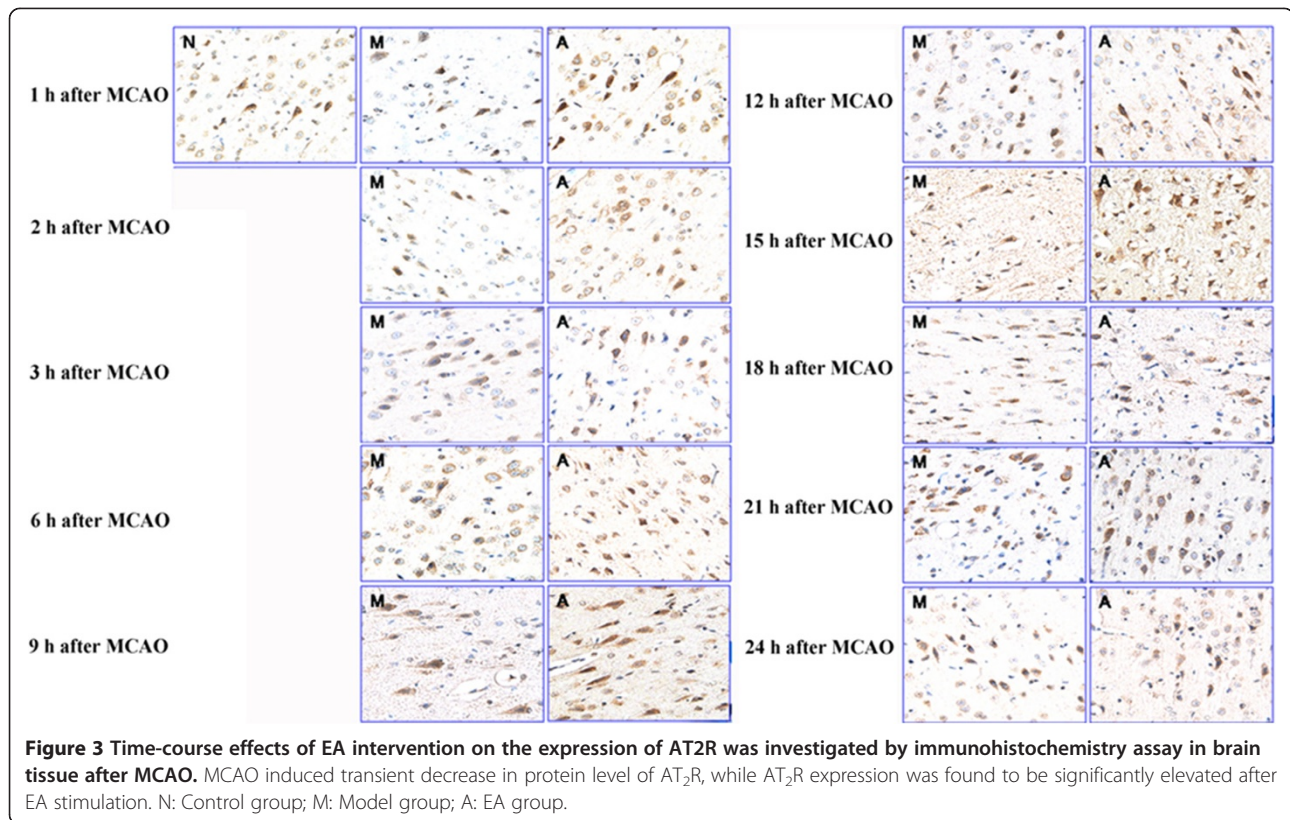 N M A
1 h after MCAO
M A
2 h after MCAO
M A
3 h after MCAO
M A
6 h after MCAO
M A
9 h after MCAO
M A
12 h after MCAO
M A
15 h after MCAO
M A
18 h after MCAO
M A
21 h after MCAO
M A
24 h after MCAO
Figure 3 Time-course effects of EA intervention on the expression of AT2R was investigated by immunohistochemistry assay in brain
tissue after MCAO. MCAO induced transient decrease in protein level of AT₂R, while AT₂R expression was found to be significantly elevated after
EA stimulation. N: Control group; M: Model group; A: EA group.